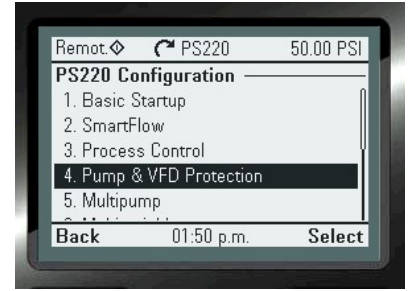 Remot. PS220 50.00 PSI
PS220 Configuration
1. Basic Startup
2. SmartFlow
3. Process Control
4. Pump & VFD Protection
5. Multipump
Back 01:50 p.m. Select